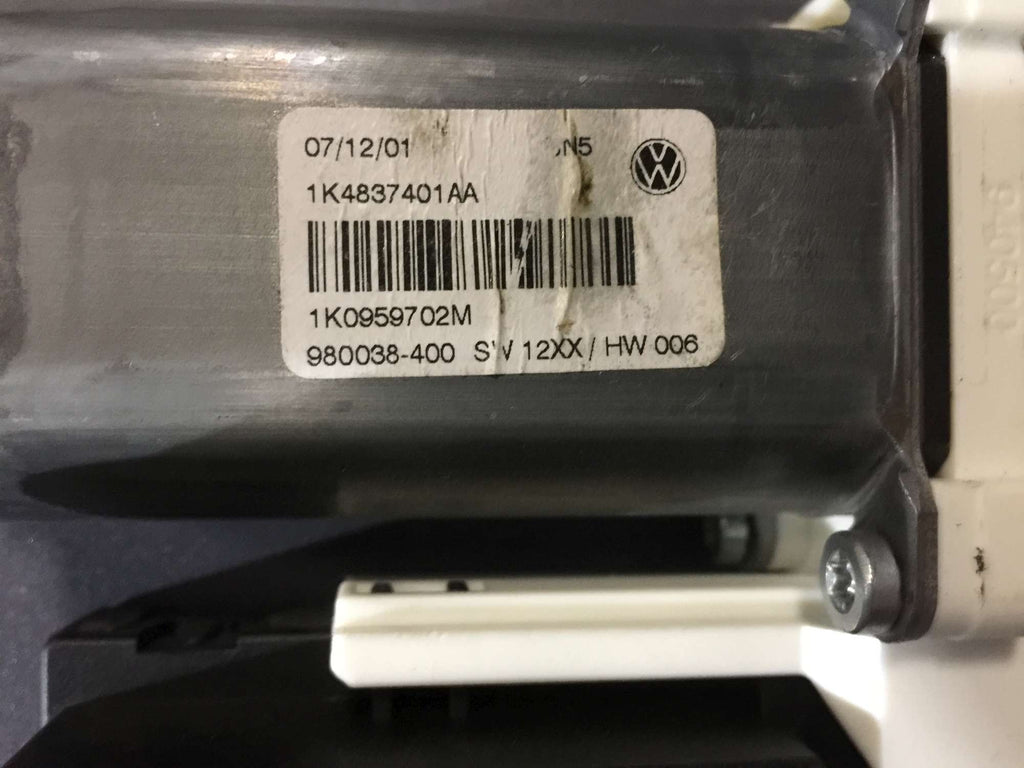 07/12/01
1K4837401AA
1K0959702M
980038-400 SW 12XX / HW 006